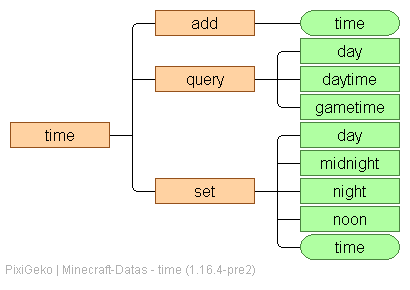 add
time
day
query
daytime
gametime
time
day
midnight
set
night
noon
time
PixiGeko | Minecraft-Datas - time (1.16.4-pre2)